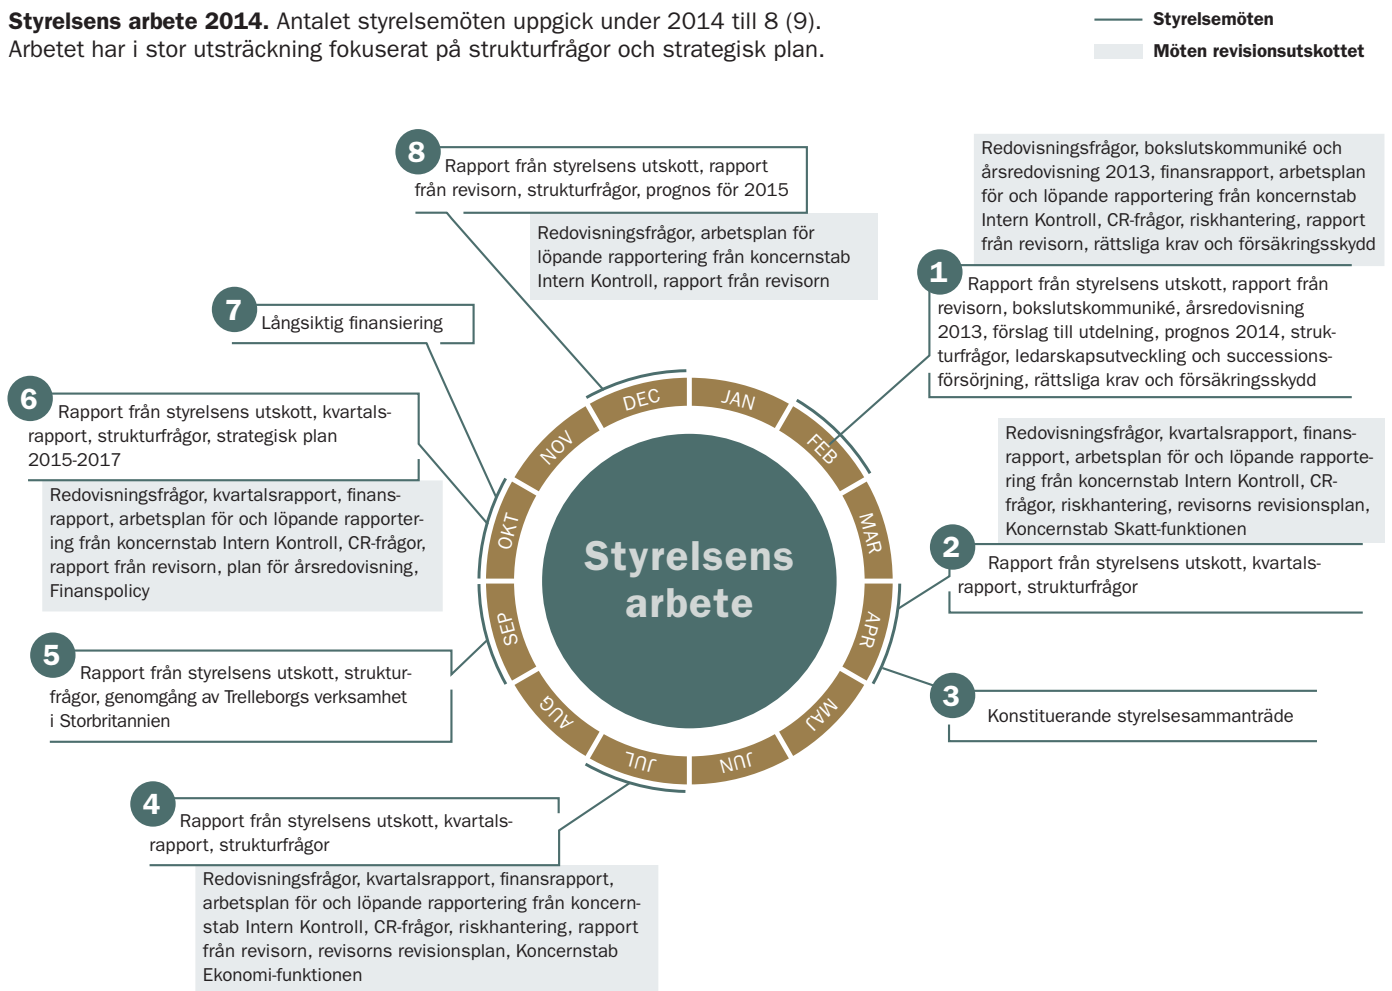 Styrelsens arbete 2014. Antalet styrelsemöten uppgick under 2014 till 8 (9).
Arbetet har i stor utsträckning fokuserat på strukturfrågor och strategisk plan.
Styrelsemöten
Möten revisionsutskottet
8
Rapport från styrelsens utskott, rapport
från revisorn, strukturfrågor, prognos för 2015
Redovisningsfrågor, arbetsplan för
löpande rapportering från koncernstab
Intern Kontroll, rapport från revisorn
Redovisningsfrågor, bokslutskommuniké och
årsredovisning 2013, finansrapport, arbetsplan
för och löpande rapportering från koncernstab
Intern Kontroll, CR-frågor, riskhantering, rapport
från revisorn, rättsliga krav och försäkringsskydd
1
Rapport från styrelsens utskott, rapport från
revisorn, bokslutskommuniké, årsredovisning
2013, förslag till utdelning, prognos 2014, struk-
turfrågor, ledarskapsutveckling och successions-
försörjning, rättsliga krav och försäkringsskydd
7
Långsiktig finansiering
6
Rapport från styrelsens utskott, kvartals-
rapport, strukturfrågor, strategisk plan
2015-2017
Redovisningsfrågor, kvartalsrapport, finans-
rapport, arbetsplan för och löpande rapporter-
ing från koncernstab Intern Kontroll, CR-frågor,
rapport från revisorn, plan för årsredovisning,
Finanspolicy
Redovisningsfrågor, kvartalsrapport, finans-
rapport, arbetsplan för och löpande rapporte-
ring från koncernstab Intern Kontroll, CR-
frågor, riskhantering, revisorns revisionsplan,
Koncernstab Skatt-funktionen
2
Rapport från styrelsens utskott, kvartals-
rapport, strukturfrågor
3
Konstituerande styrelsesammanträde
5
Rapport från styrelsens utskott, struktur-
frågor, genomgång av Trelleborgs verksamhet
i Storbritannien
4
Rapport från styrelsens utskott, kvartals-
rapport, strukturfrågor
Redovisningsfrågor, kvartalsrapport, finansrapport,
arbetsplan för och löpande rapportering från koncern-
stab Intern Kontroll, CR-frågor, riskhantering, rapport
från revisorn, revisorns revisionsplan, Koncernstab
Ekonomi-funktionen
JAN
FEB
MAR
APR
MAJ
JUN
JUL
AUG
SEP
OKT
NOV
DEC
Styrelsens
arbete